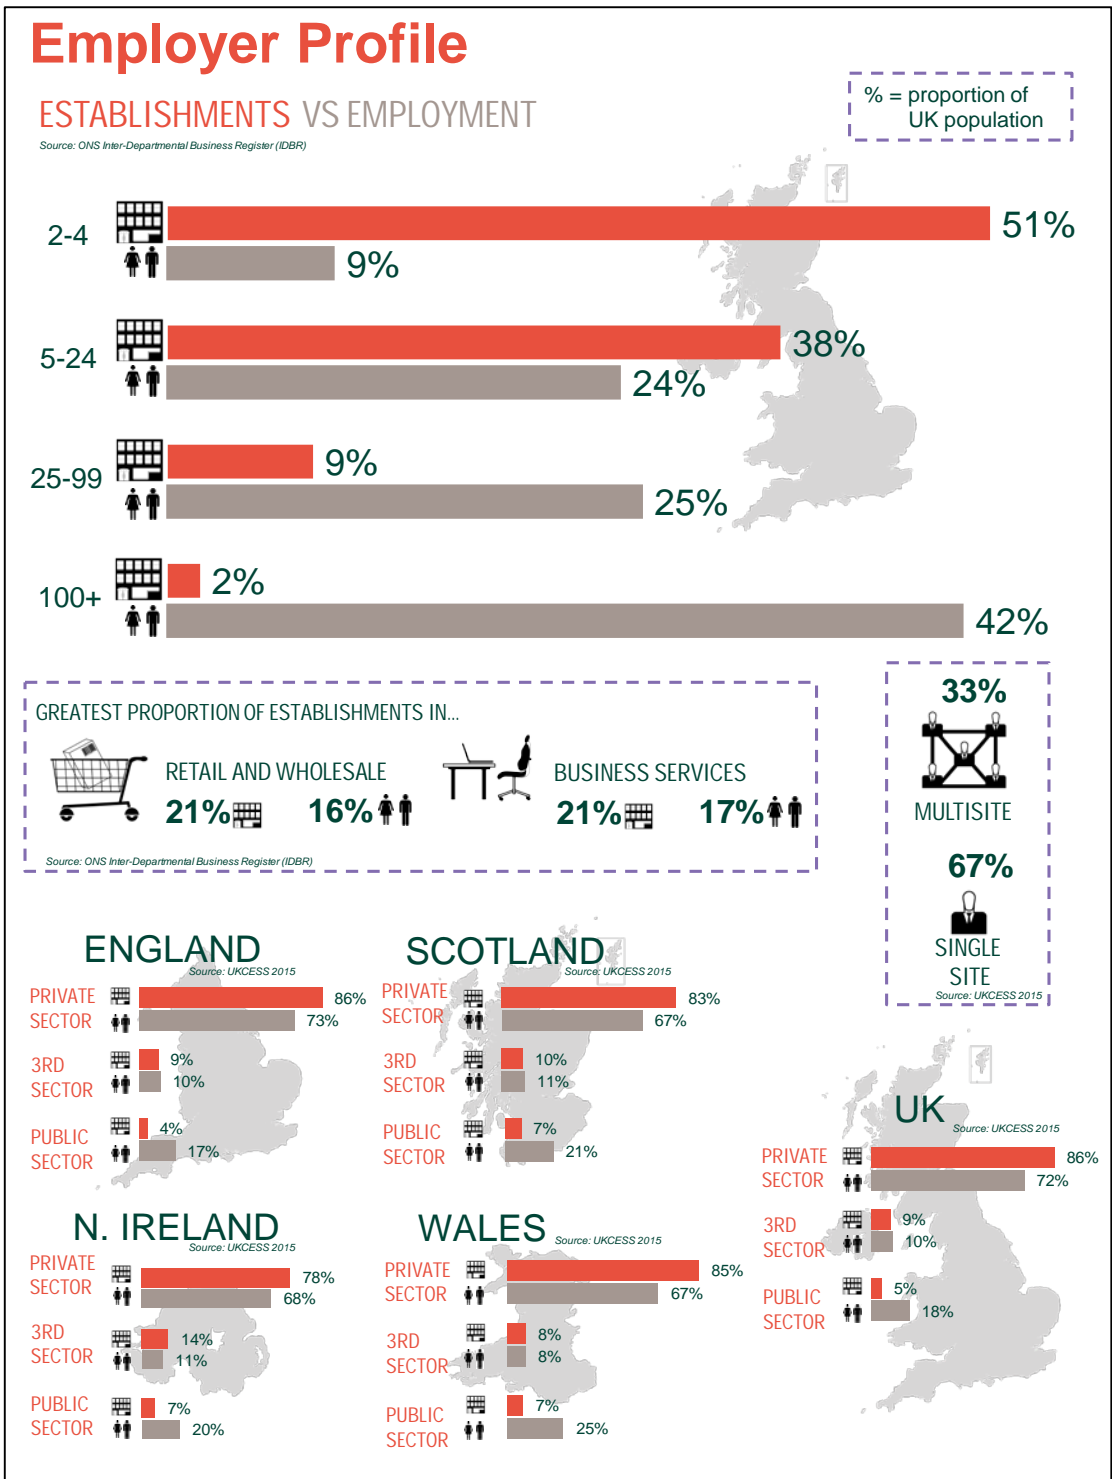 Employer Profile
ESTABLISHMENTS VS EMPLOYMENT
Source: ONS Inter-Departmental Business Register (IDBR)
% = proportion of
UK population
2-4
51%
9%
5-24
38%
24%
25-99
9%
25%
100+
2%
42%
GREATEST PROPORTION OF ESTABLISHMENTS IN...
RETAIL AND WHOLESALE
21% 16%
BUSINESS SERVICES
21% 17%
Source: ONS Inter-Departmental Business Register (IDBR)
33%
MULTISITE
67%
SINGLE
SITE
Source: UKCESS 2015
ENGLAND
Source: UKCESS 2015
PRIVATE
SECTOR
86%
73%
3RD
SECTOR
9%
10%
PUBLIC
SECTOR
4%
17%
SCOTLAND
Source: UKCESS 2015
PRIVATE
SECTOR
83%
67%
3RD
SECTOR
10%
11%
PUBLIC
SECTOR
7%
21%
UK
Source: UKCESS 2015
PRIVATE
SECTOR
86%
72%
3RD
SECTOR
9%
10%
PUBLIC
SECTOR
5%
18%
N. IRELAND
Source: UKCESS 2015
PRIVATE
SECTOR
78%
68%
3RD
SECTOR
14%
11%
PUBLIC
SECTOR
7%
20%
WALES
Source: UKCESS 2015
PRIVATE
SECTOR
85%
67%
3RD
SECTOR
8%
8%
PUBLIC
SECTOR
7%
25%